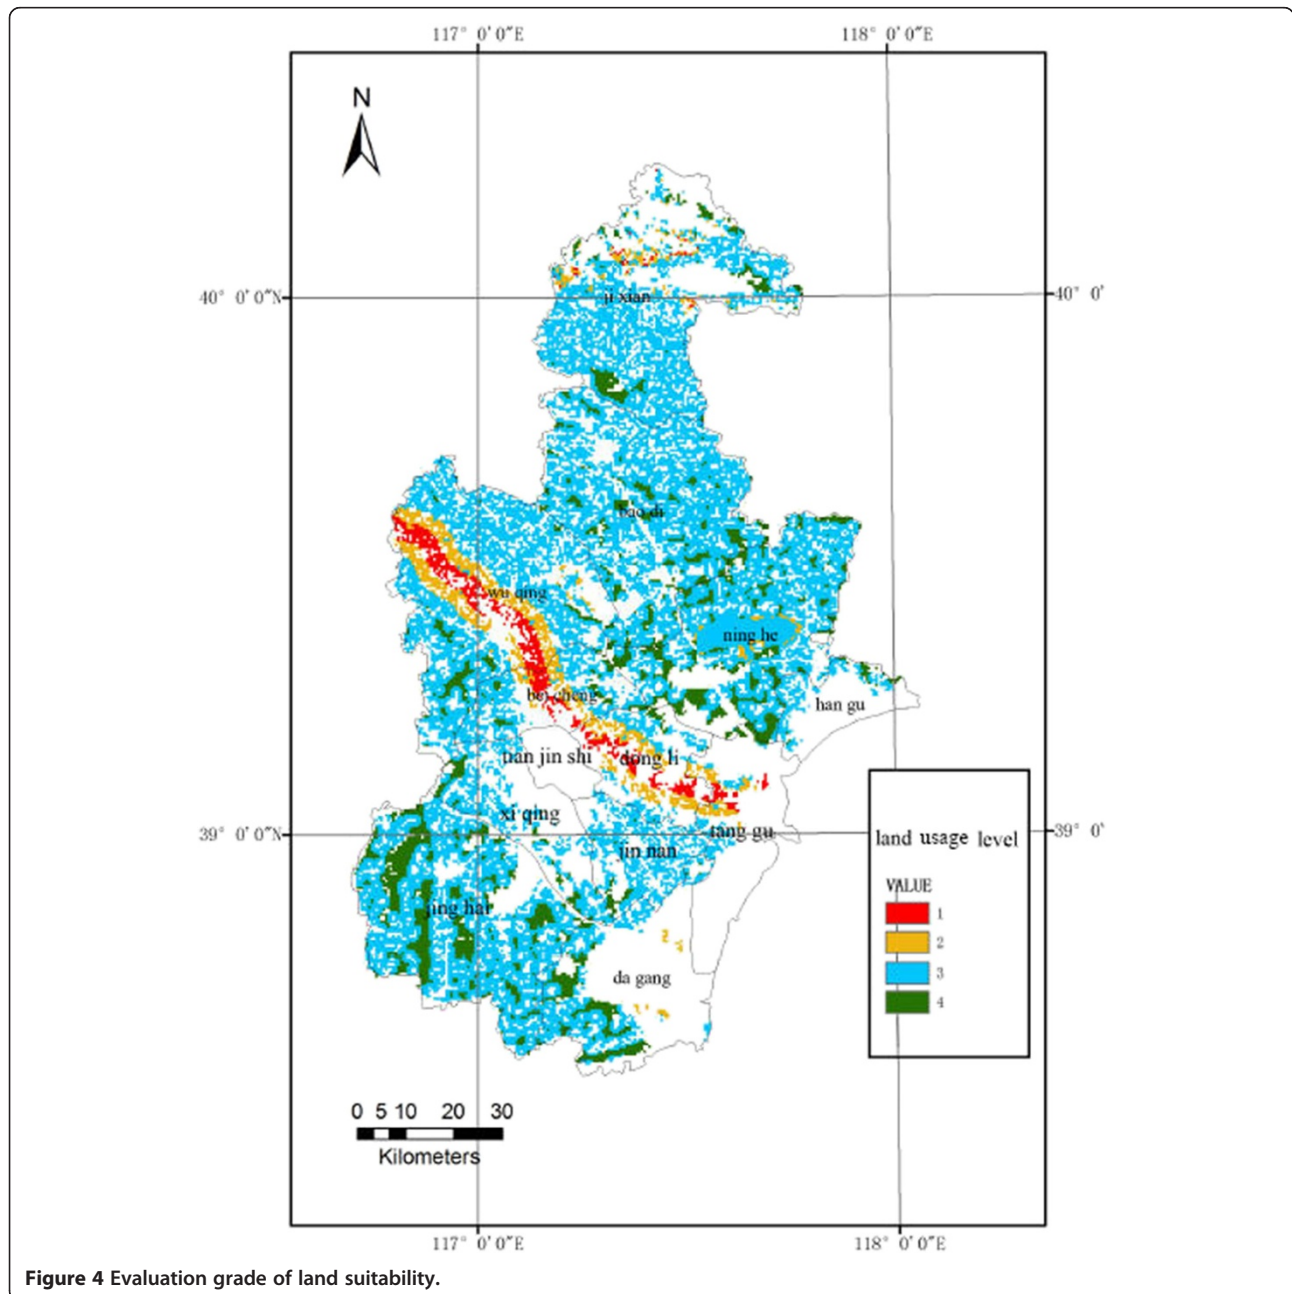 117° 0′0″E 118° 0′0″E
N
ji xian
40° 0′0″N 40° 0′
bao di
wu qing
ning he
bei cheng
han gu
tian jin shi dong li
xi qing
39° 0′0″N tang gu 39° 0′
jin nan
land usage level
VALUE
jing hai 1
2
da gang 3
4
0 5 10 20 30
Kilometers
117° 0′0″E 118° 0′0″E
Figure 4 Evaluation grade of land suitability.